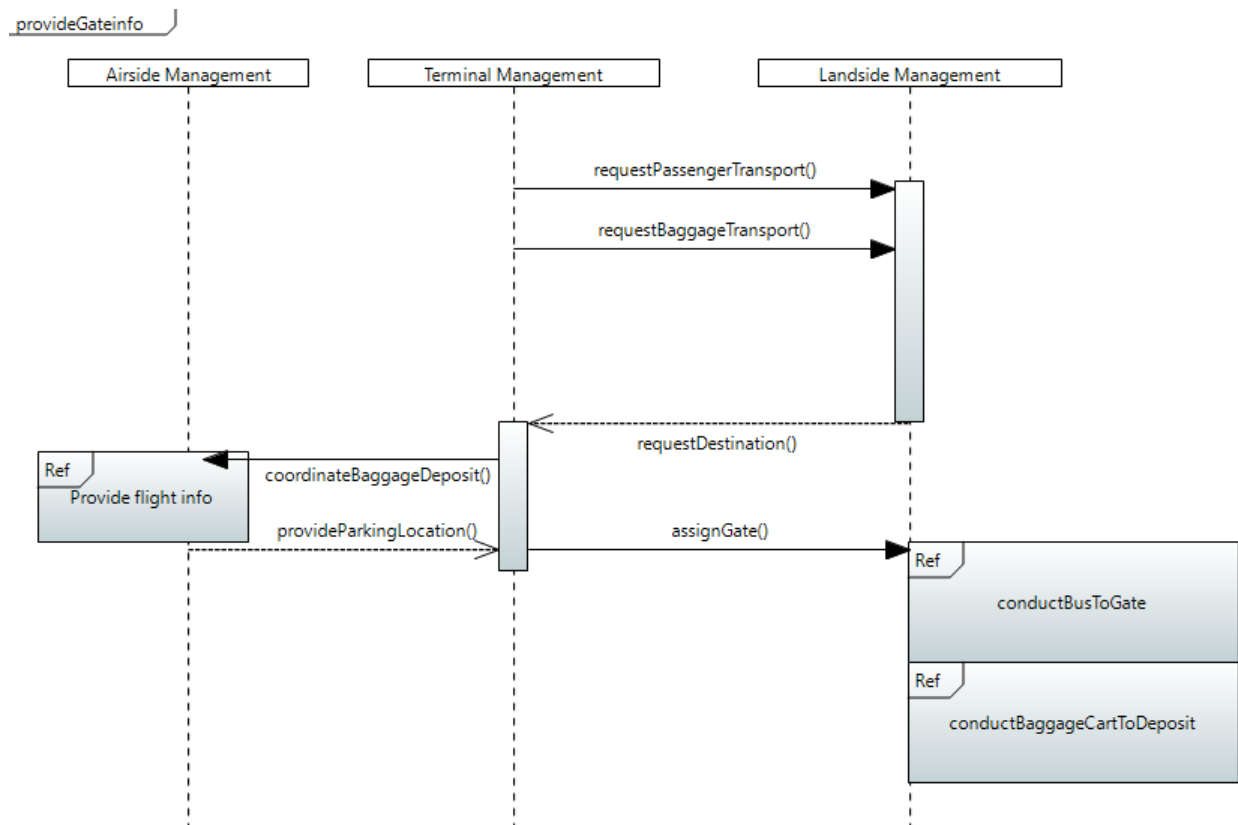 provideGateinfo
Airside Management
Terminal Management
Landside Management
requestPassengerTransport()
requestBaggageTransport()
requestDestination()
coordinateBaggageDeposit()
Ref
Provide flight info
provideParkingLocation()
assignGate()
Ref
conductBusToGate
Ref
conductBaggageCartToDeposit